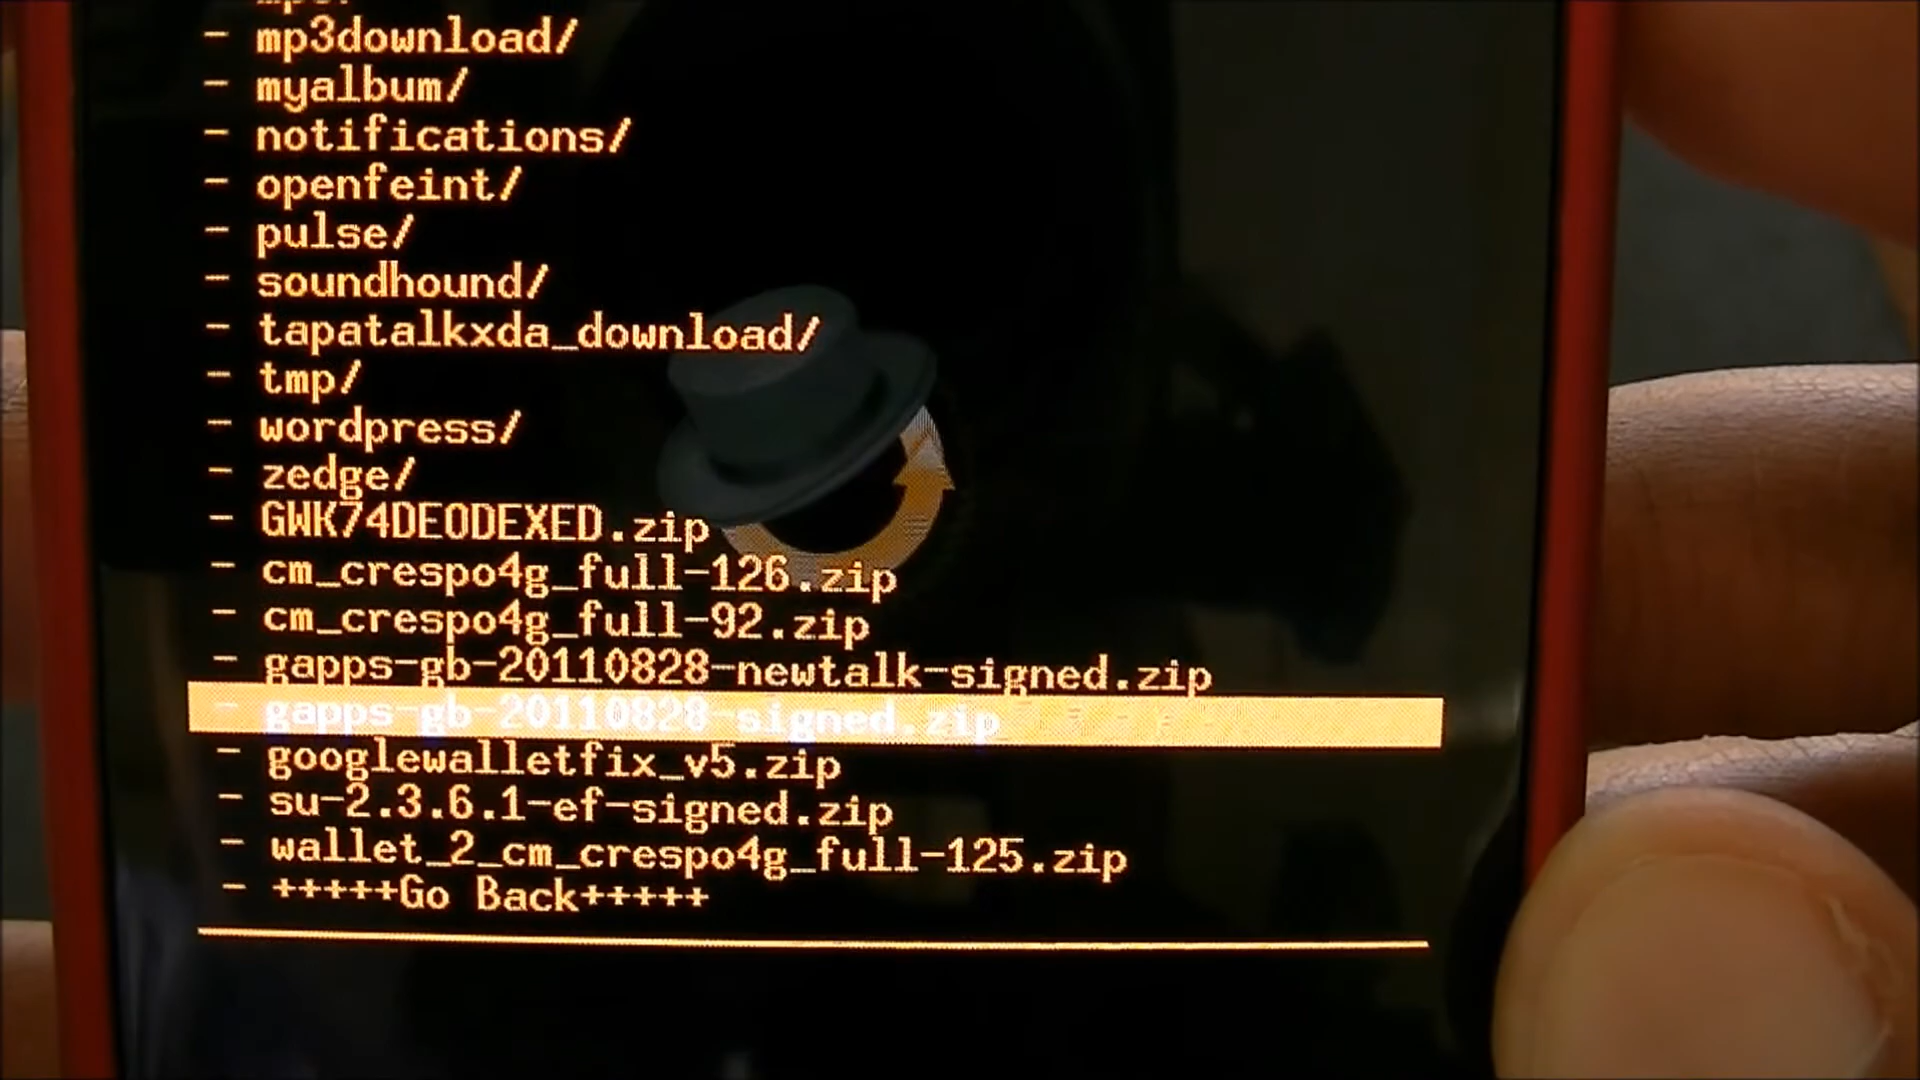 - mp3download/
- myalbum/
- notifications/
- openfeint/
- pulse/
- soundhound/
- tapatalkxda_download/
- tmp/
- wordpress/
- zedge/
- GWK74DEODEXED.zip
- cm_crespo4g_full-126.zip
- cm_crespo4g_full-92.zip
- gapps-gb-20110828-newtalk-signed.zip
- gapps-gb-20110828-signed.zip
- googlewalletfix_v5.zip
- su-2.3.6.1-ef-signed.zip
- wallet_2_cm_crespo4g_full-125.zip
- +++++Go Back+++++